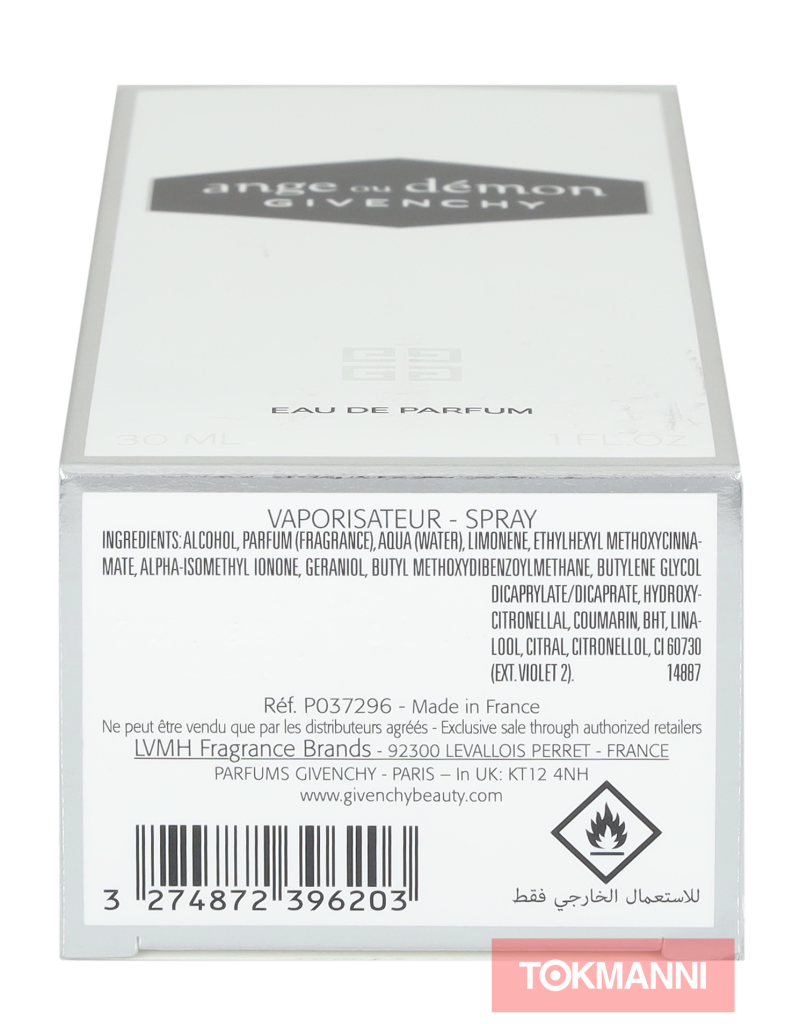 ange ou démon
GIVENCHY
EAU DE PARFUM
30 ML 1 FL OZ
VAPORISATEUR - SPRAY
INGREDIENTS: ALCOHOL, PARFUM (FRAGRANCE), AQUA (WATER), LIMONENE, ETHYLHEXYL METHOXYCINNA-
MATE, ALPHA-ISOMETHYL IONONE, GERANIOL, BUTYL METHOXYDIBENZOYLMETHANE, BUTYLENE GLYCOL
DICAPRYLATE/DICAPRATE, HYDROXY-
CITRONELLAL, COUMARIN, BHT, LINA-
LOOL, CITRAL, CITRONELLOL, CI 60730
(EXT. VIOLET 2). 14887
Réf. P037296 - Made in France
Ne peut être vendu que par les distributeurs agréés - Exclusive sale through authorized retailers
LVMH Fragrance Brands - 92300 LEVALLOIS PERRET - FRANCE
PARFUMS GIVENCHY - PARIS – In UK: KT12 4NH
www.givenchybeauty.com
3 274872 396203
للاستعمال الخارجي فقط
TOKMANNI